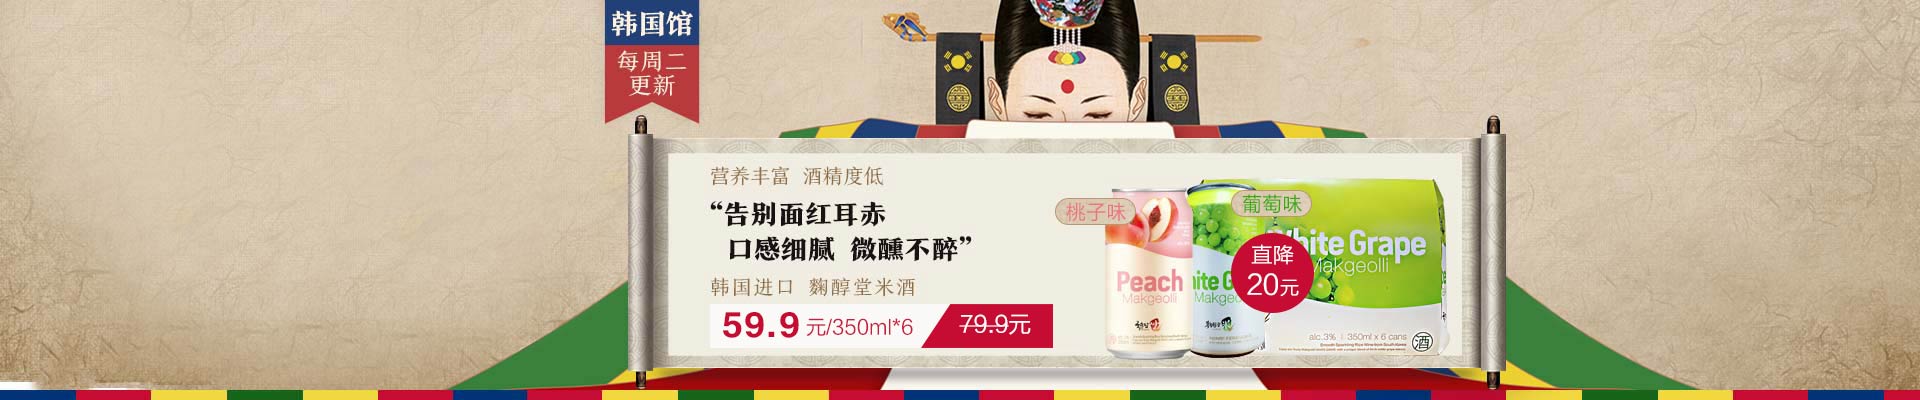 韩国馆
每周二
更新
营养丰富 酒精度低
“告别面红耳赤
口感细腻 微醺不醉”
韩国进口 麴醇堂米酒
59.9元/350ml*6
79.9元
桃子味
葡萄味
直降
20元
Peach
Makgeolli
White Grape
Makgeolli
alc.3% | 350ml x 6 cans
酒